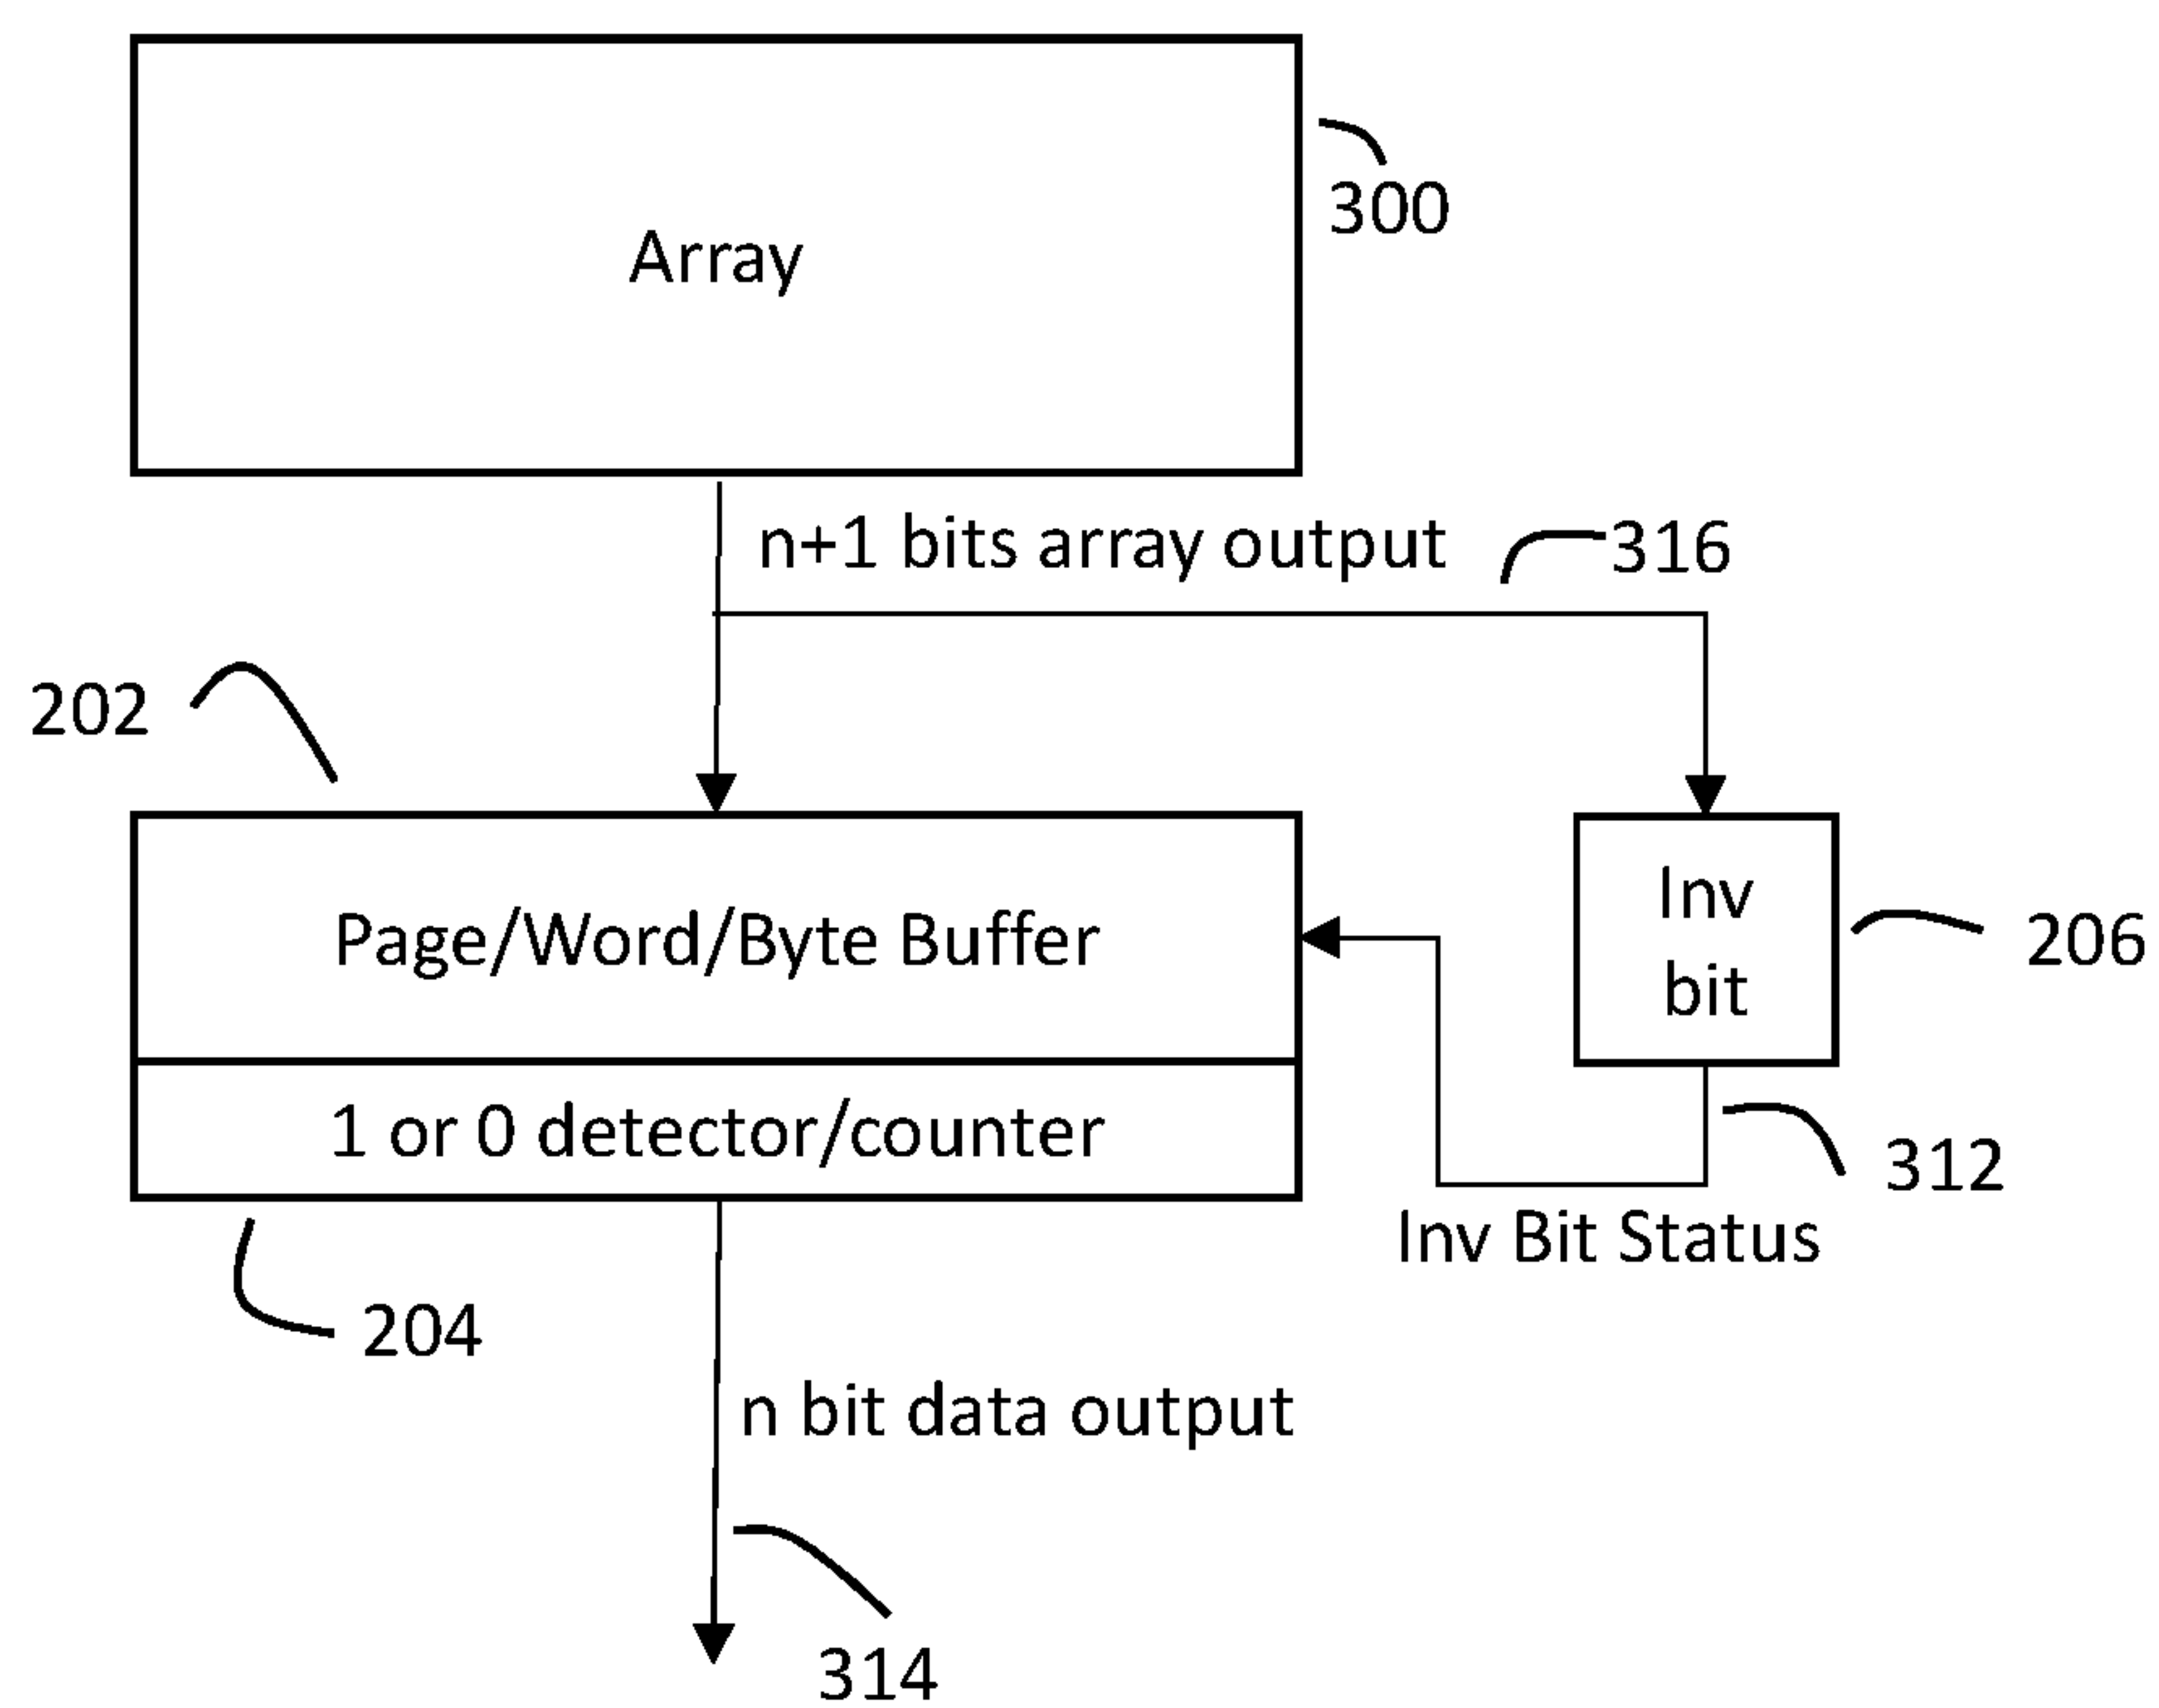 Array
300
n+1 bits array output
316
202
Page/Word/Byte Buffer
Inv
bit
206
1 or 0 detector/counter
312
Inv Bit Status
204
n bit data output
314